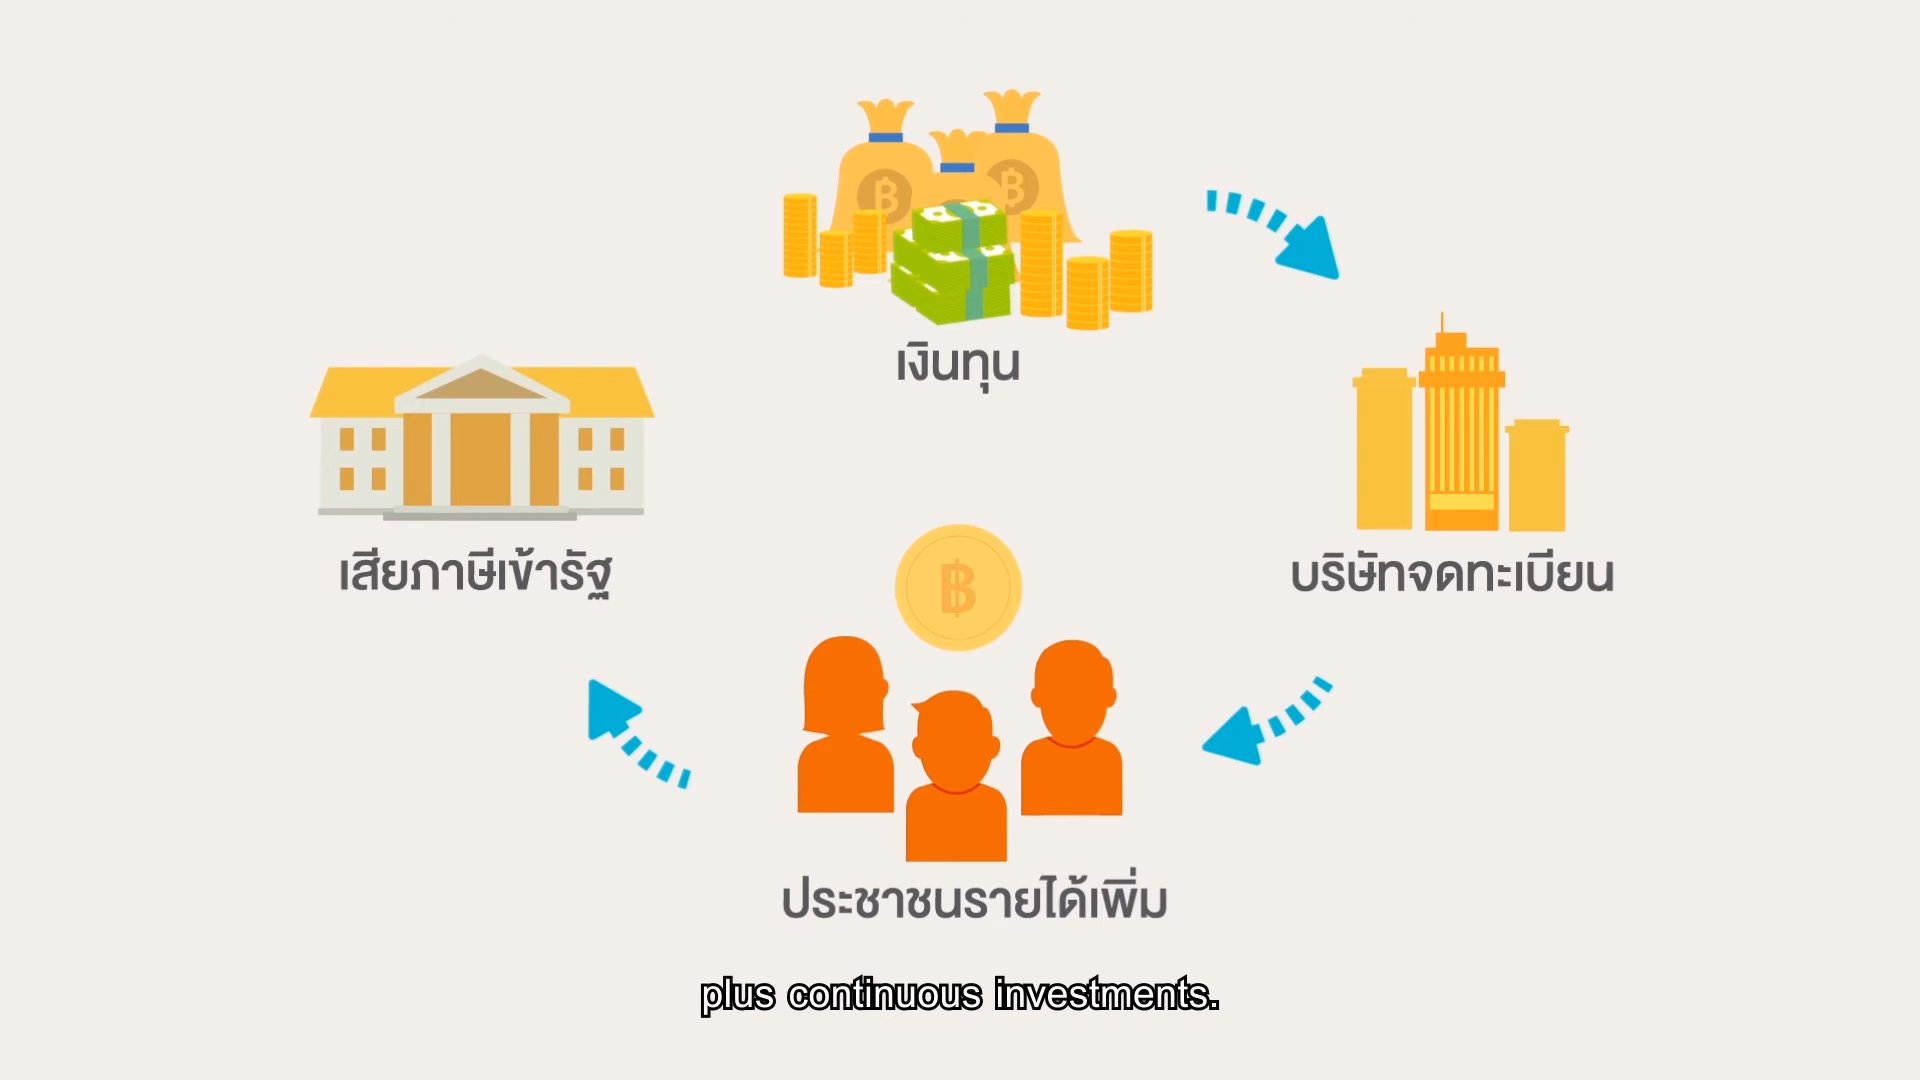 เงินทุน
เสียภาษีเข้ารัฐ
บริษัทจดทะเบียน
ประชาชนรายได้เพิ่ม
plus continuous investments.